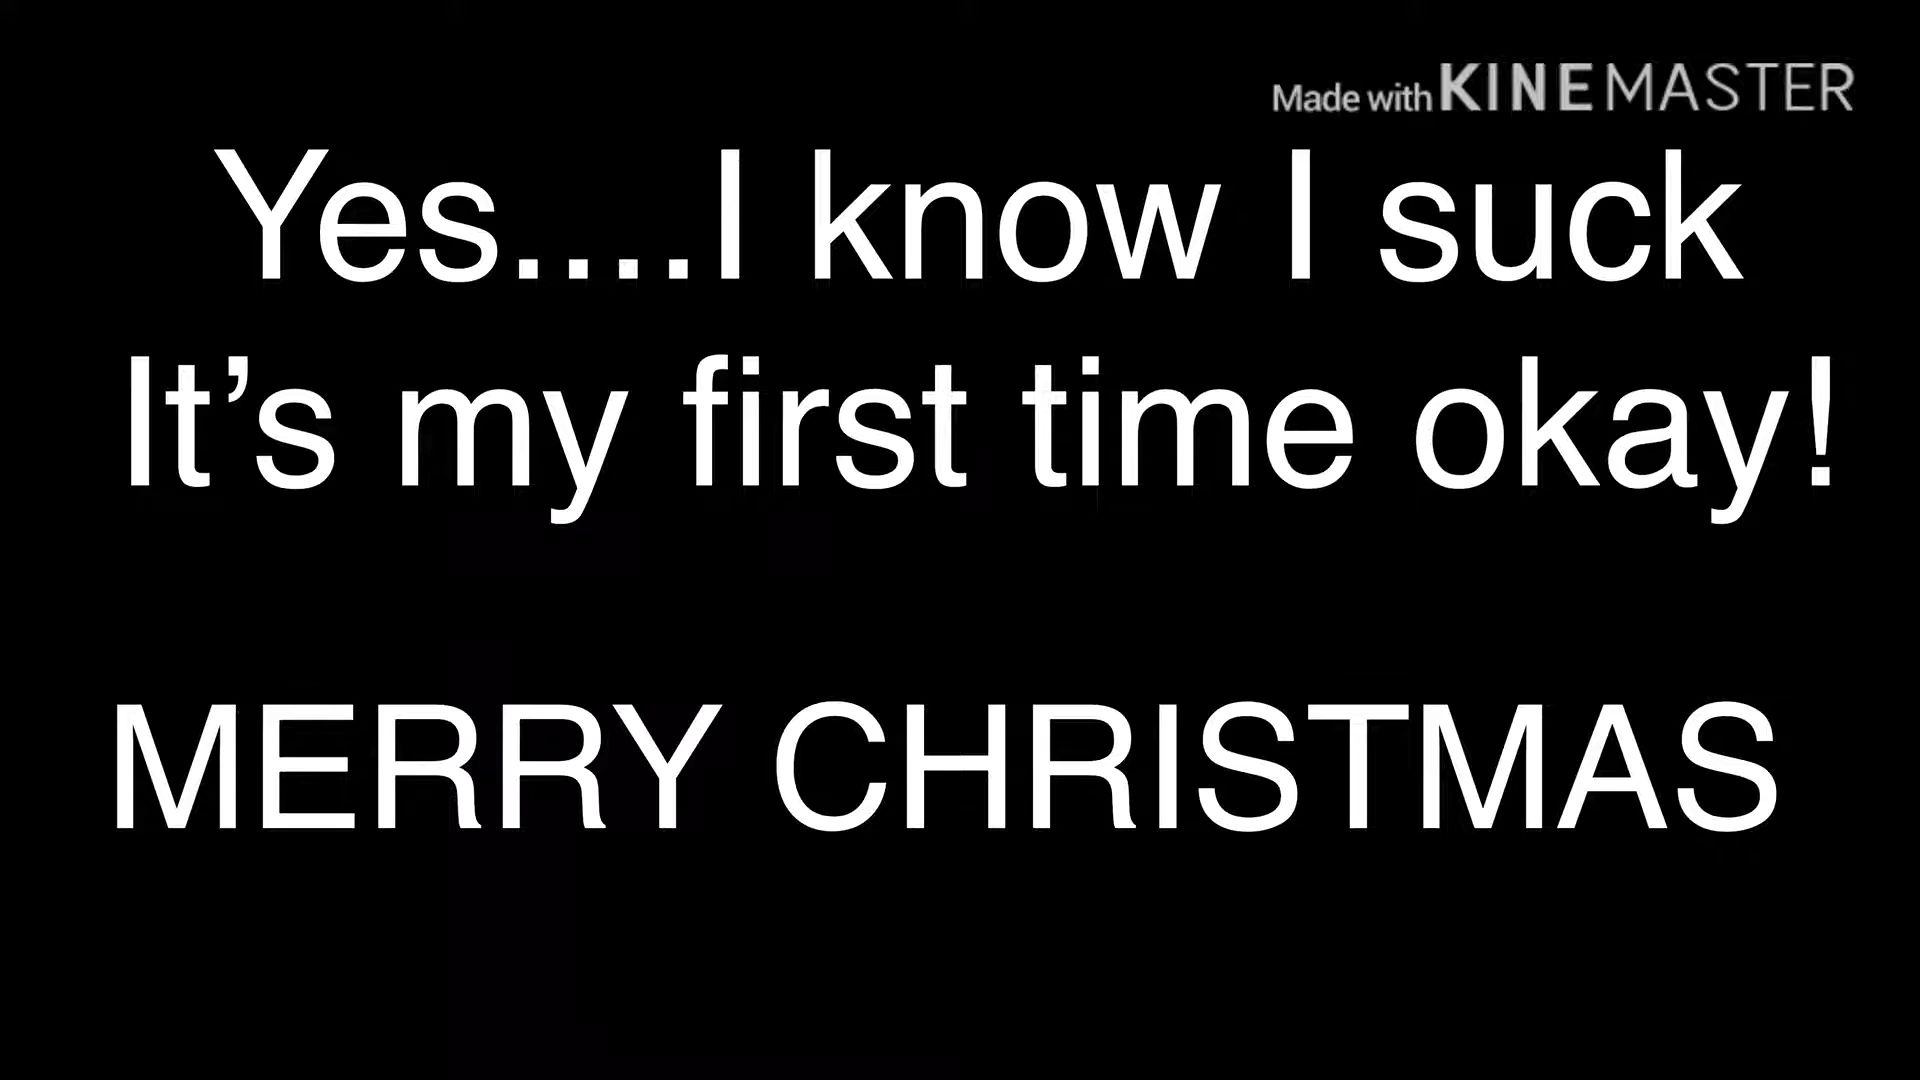 Made with KINEMASTER
Yes....I know I suck
It’s my first time okay!
MERRY CHRISTMAS